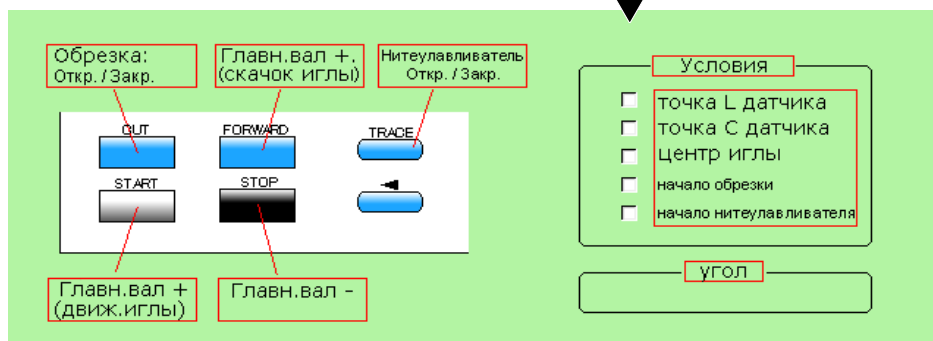 Обрезка:
Откр. / Закр.
Главн.вал +.
(скачок иглы)
Нитеулавливатель
Откр. / Закр.
CUT
FORWARD
TRACE
START
STOP
Главн.вал +
(движ.иглы)
Главн.вал -
Условия
точка L датчика
точка C датчика
центр иглы
начало обрезки
начало нитеулавливателя
угол